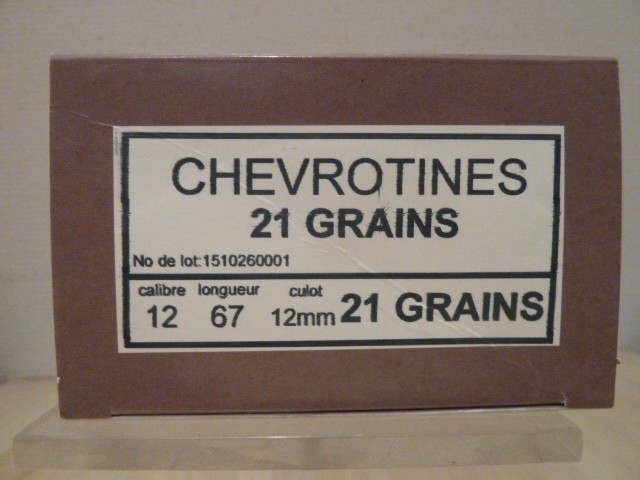 CHEVROTINES
21 GRAINS
No de lot:1510260001
calibre longueur culot
12 67 12mm 21 GRAINS